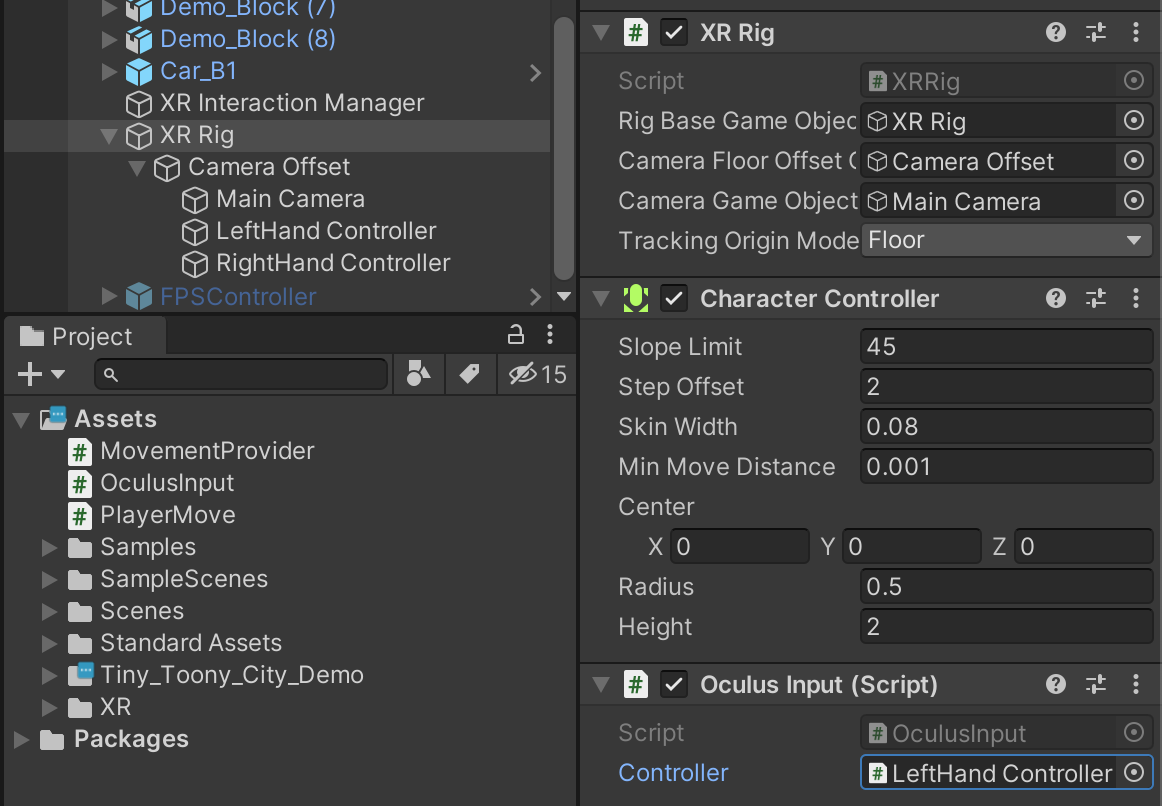 Demo_Block (7)
Demo_Block (8)
Car_B1
XR Interaction Manager
XR Rig
Camera Offset
Main Camera
LeftHand Controller
RightHand Controller
FPSController
Project
15
Assets
MovementProvider
OculusInput
PlayerMove
Samples
SampleScenes
Scenes
Standard Assets
Tiny_Toony_City_Demo
XR
Packages
# XR Rig
Script # XRRig
Rig Base Game Objec XR Rig
Camera Floor Offset G Camera Offset
Camera Game Object Main Camera
Tracking Origin Mode Floor
Character Controller
Slope Limit 45
Step Offset 2
Skin Width 0.08
Min Move Distance 0.001
Center
X 0 Y 0 Z 0
Radius 0.5
Height 2
# Oculus Input (Script)
Script # OculusInput
Controller # LeftHand Controller